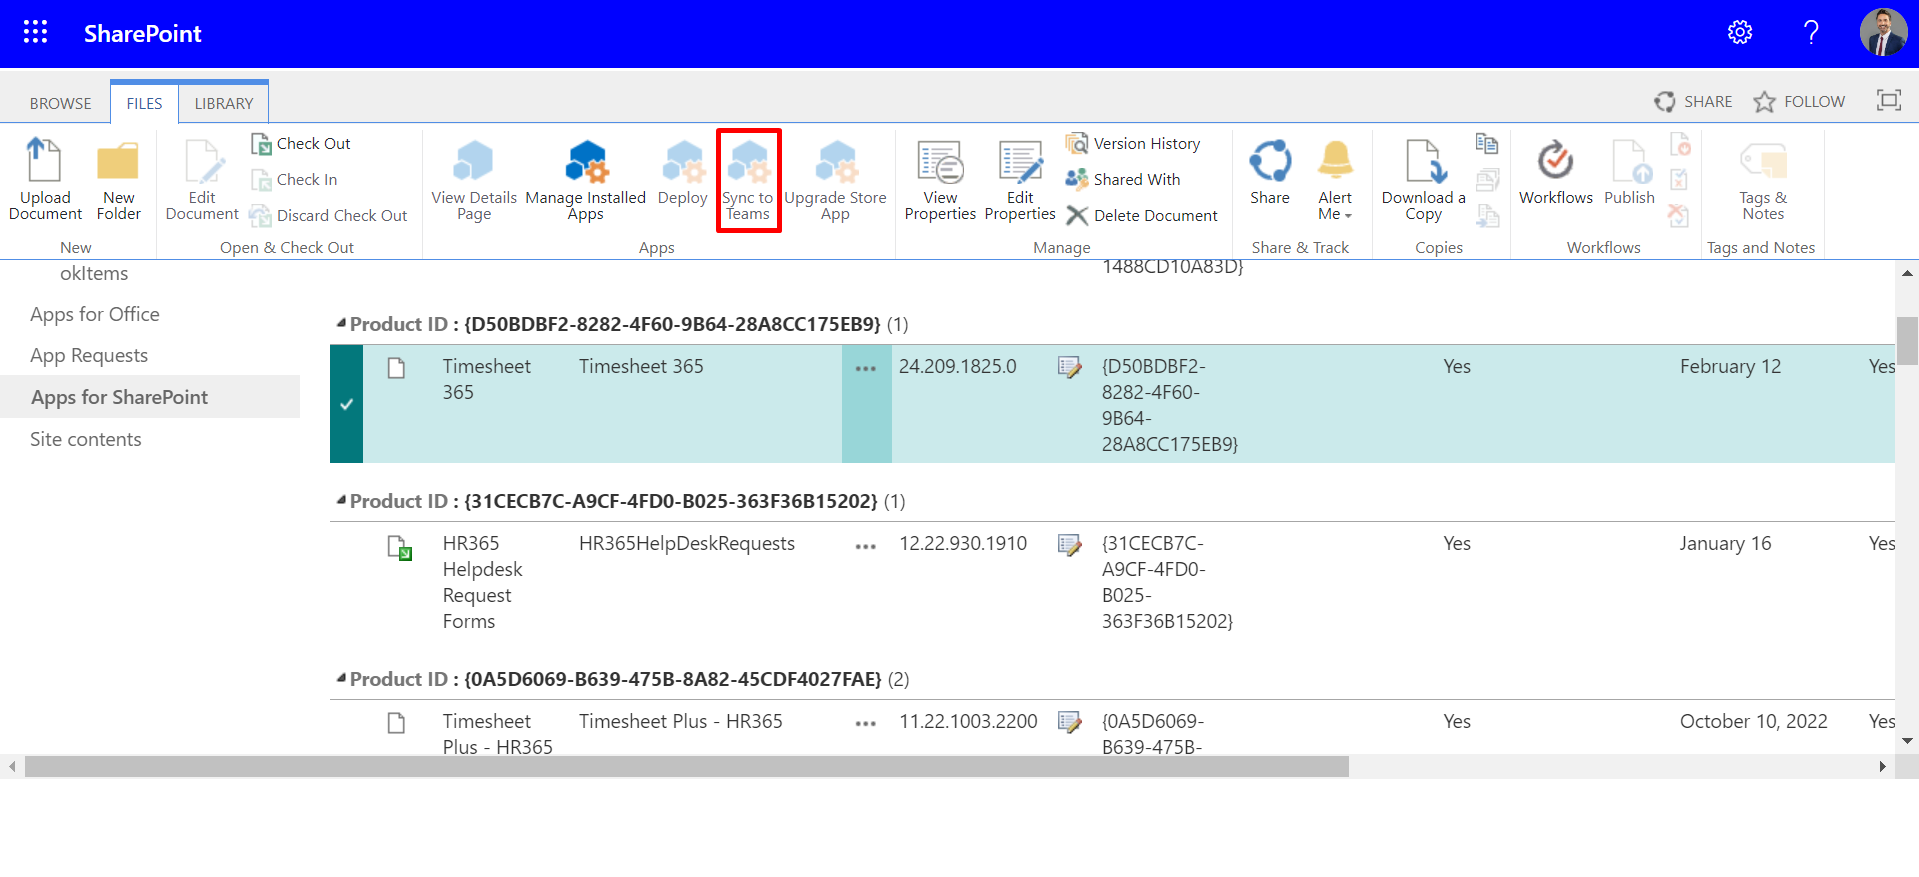 SharePoint
?
BROWSE FILES LIBRARY SHARE FOLLOW
Upload Document
New Folder
New
Edit Document
Check Out
Check In
Discard Check Out
Open & Check Out
View Details Page
Manage Installed Apps
Deploy
Sync to Teams
Upgrade Store App
Apps
View Properties
Edit Properties
Version History
Shared With
Delete Document
Manage
Share
Alert Me
Share & Track
Download a Copy
Copies
Workflows
Publish
Workflows
Tags & Notes
Tags and Notes
okItems
Apps for Office
App Requests
Apps for SharePoint
Site contents
1488CD10A83D}
Product ID : {D50BDBF2-8282-4F60-9B64-28A8CC175EB9} (1)
Timesheet Timesheet 365 ... 24.209.1825.0 {D50BDBF2- Yes February 12 Yes
365 8282-4F60-
9B64-
28A8CC175EB9}
Product ID : {31CECB7C-A9CF-4FD0-B025-363F36B15202} (1)
HR365 HR365HelpDeskRequests ... 12.22.930.1910 {31CECB7C- Yes January 16 Yes
Helpdesk A9CF-4FD0-
Request B025-
Forms 363F36B15202}
Product ID : {0A5D6069-B639-475B-8A82-45CDF4027FAE} (2)
Timesheet Timesheet Plus - HR365 ... 11.22.1003.2200 {0A5D6069- Yes October 10, 2022 Yes
Plus - HR365 B639-475B-